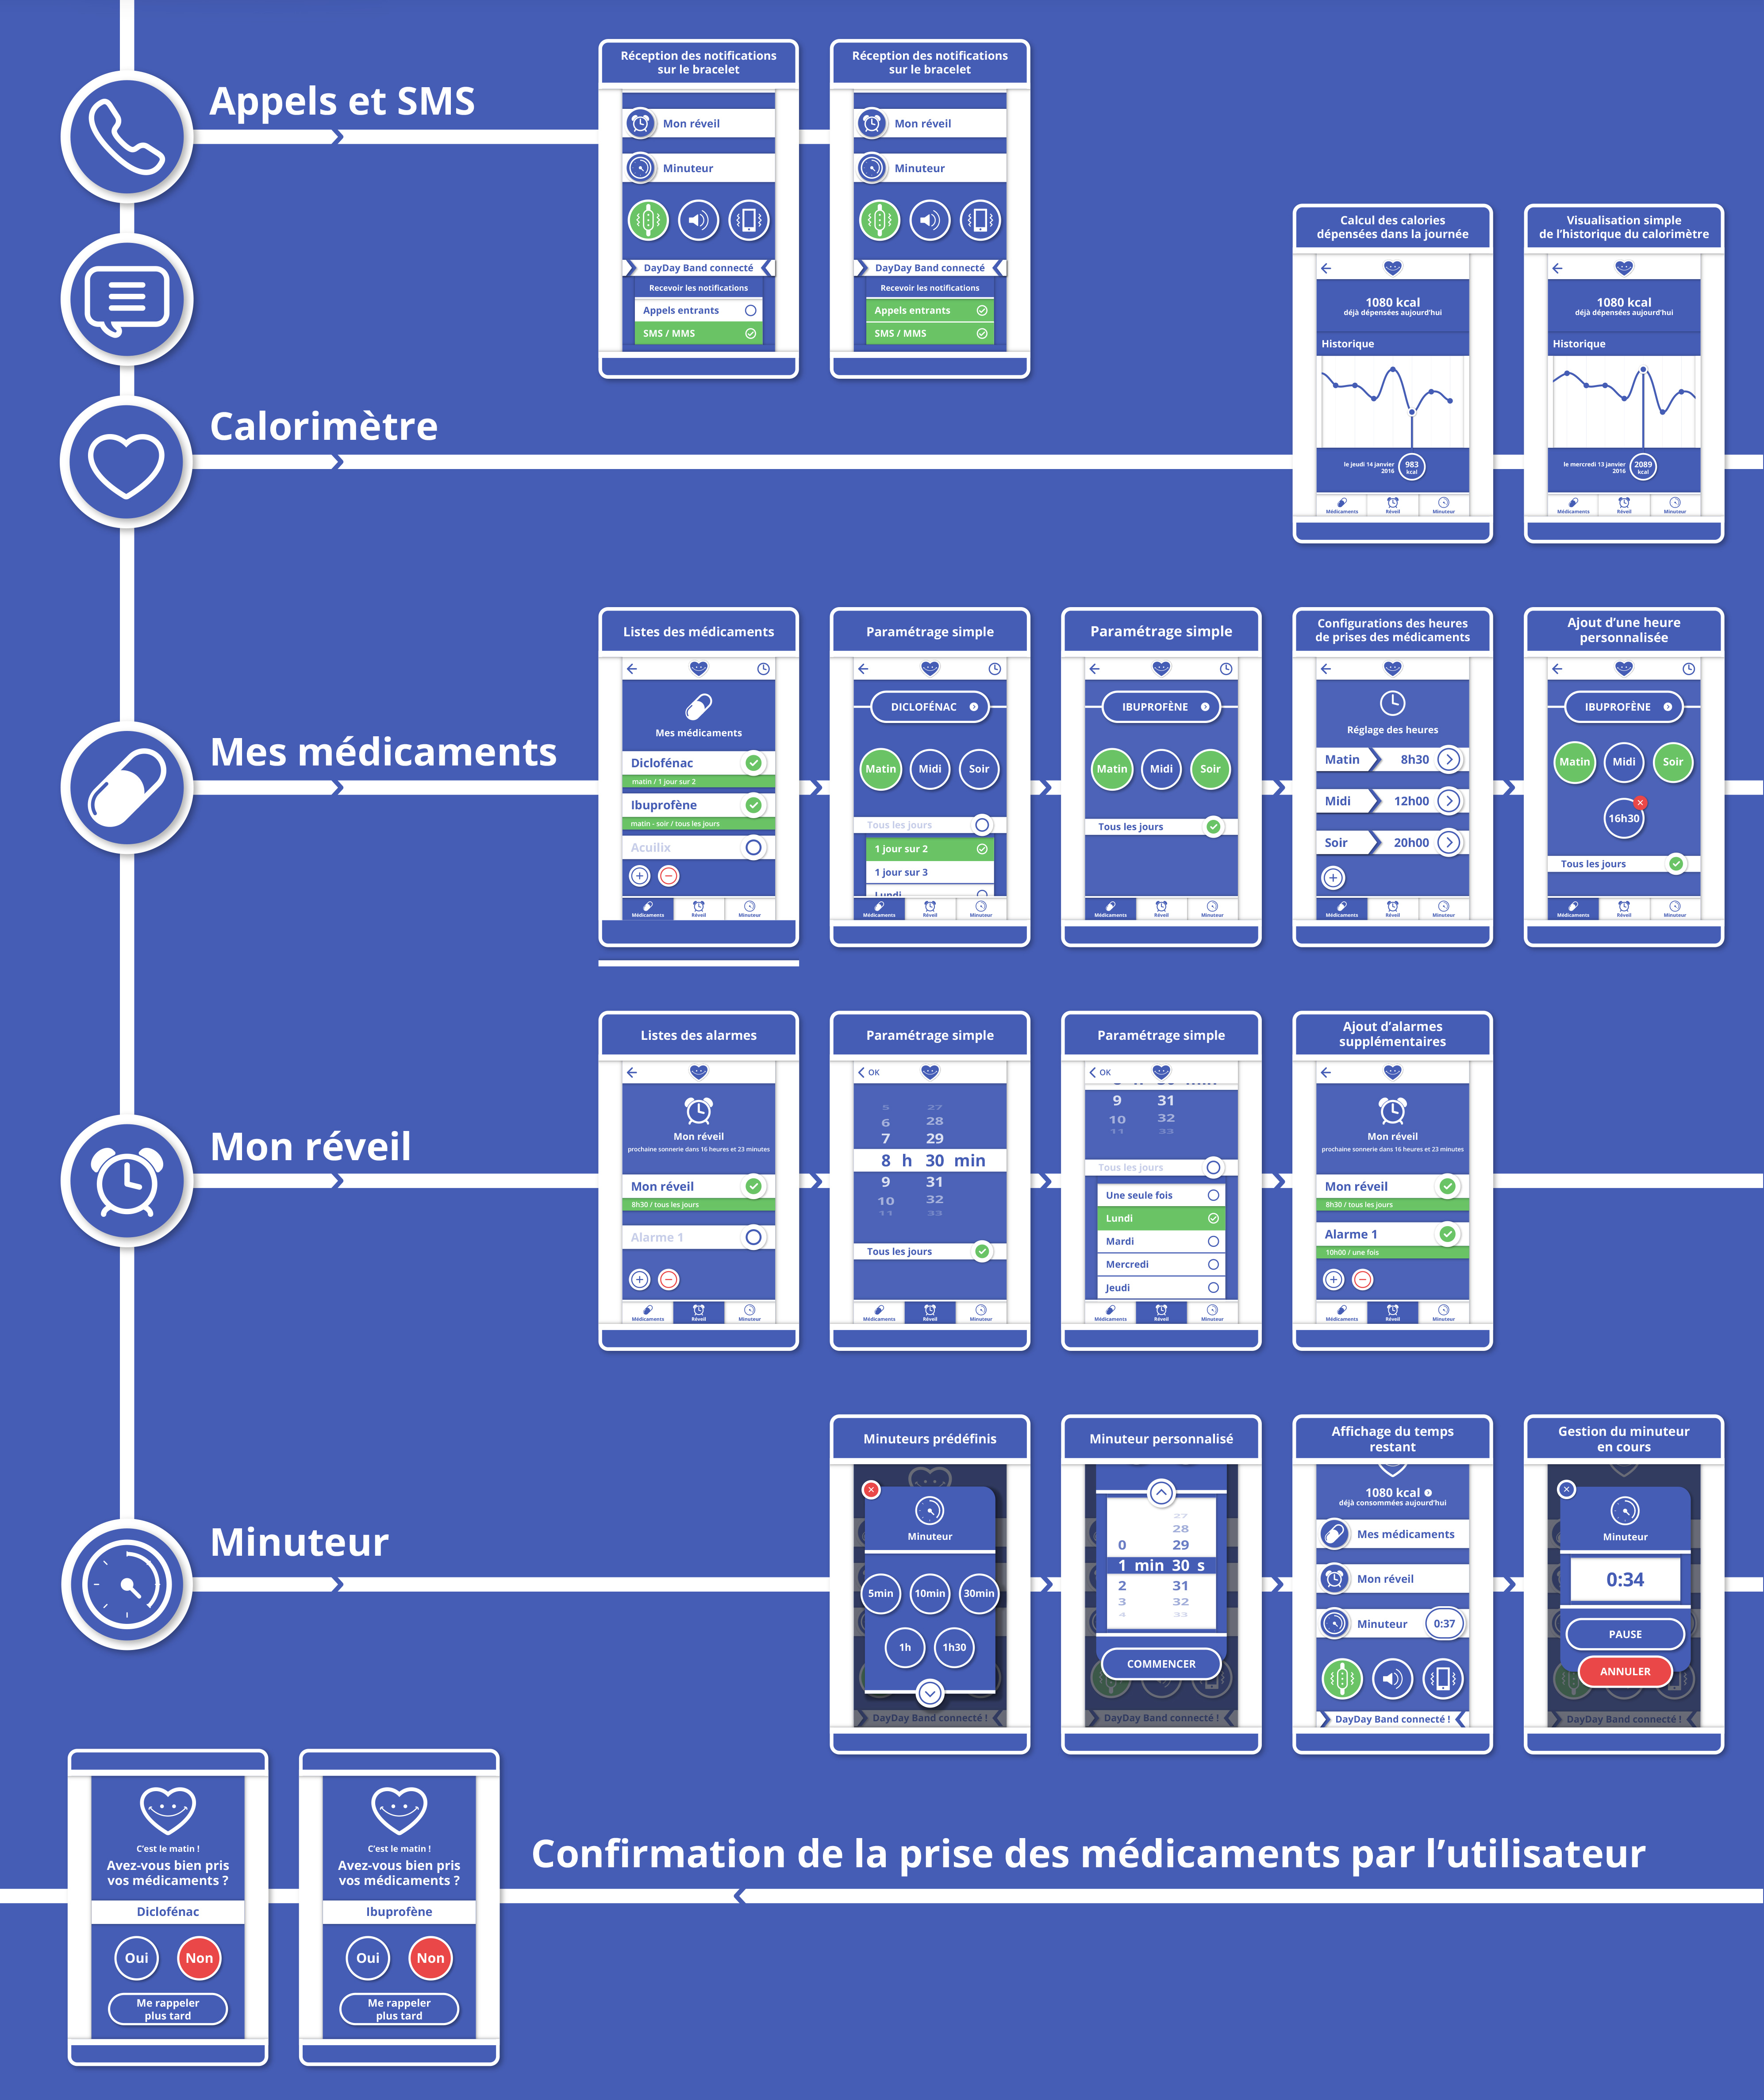 Appels et SMS
Réception des notifications
sur le bracelet
Mon réveil
Minuteur
DayDay Band connecté
Recevoir les notifications
Appels entrants
SMS / MMS
Réception des notifications
sur le bracelet
Mon réveil
Minuteur
DayDay Band connecté
Recevoir les notifications
Appels entrants
SMS / MMS
Calorimètre
Calcul des calories
dépensées dans la journée
1080 kcal
déjà dépensées aujourd'hui
Historique
le jeudi 14 janvier
2016
983
kcal
Médicaments
Réveil
Minuteur
Visualisation simple
de l'historique du calorimètre
1080 kcal
déjà dépensées aujourd'hui
Historique
le mercredi 13 janvier
2016
2089
kcal
Médicaments
Réveil
Minuteur
Mes médicaments
Listes des médicaments
Mes médicaments
Diclofénac
matin / 1 jour sur 2
Ibuprofène
matin - soir / tous les jours
Acuilix
Médicaments
Réveil
Minuteur
Paramétrage simple
DICLOFÉNAC
Matin
Midi
Soir
Tous les jours
1 jour sur 2
1 jour sur 3
Lundi
Médicaments
Réveil
Minuteur
Paramétrage simple
IBUPROFÈNE
Matin
Midi
Soir
Tous les jours
Médicaments
Réveil
Minuteur
Configurations des heures
de prises des médicaments
Réglage des heures
Matin 8h30
Midi 12h00
Soir 20h00
Médicaments
Réveil
Minuteur
Ajout d'une heure
personnalisée
IBUPROFÈNE
Matin
Midi
Soir
16h30
Tous les jours
Médicaments
Réveil
Minuteur
Mon réveil
Listes des alarmes
Mon réveil
prochaine sonnerie dans 16 heures et 23 minutes
Mon réveil
8h30 / tous les jours
Alarme 1
Médicaments
Réveil
Minuteur
Paramétrage simple
OK
5 27
6 28
7 29
8 h 30 min
9 31
10 32
11 33
Tous les jours
Médicaments
Réveil
Minuteur
Paramétrage simple
OK
9 31
10 32
11 33
Tous les jours
Une seule fois
Lundi
Mardi
Mercredi
Jeudi
Médicaments
Réveil
Minuteur
Ajout d'alarmes
supplémentaires
Mon réveil
prochaine sonnerie dans 16 heures et 23 minutes
Mon réveil
8h30 / tous les jours
Alarme 1
10h00 / une fois
Médicaments
Réveil
Minuteur
Minuteur
Minuteurs prédéfinis
Minuteur
5min
10min
30min
1h
1h30
DayDay Band connecté !
Minuteur personnalisé
27
28
0 29
1 min 30 s
2 31
3 32
4 33
COMMENCER
DayDay Band connecté !
Affichage du temps
restant
1080 kcal
déjà consommées aujourd'hui
Mes médicaments
Mon réveil
Minuteur 0:37
DayDay Band connecté !
Gestion du minuteur
en cours
Minuteur
0:34
PAUSE
ANNULER
DayDay Band connecté !
Confirmation de la prise des médicaments par l'utilisateur
C'est le matin !
Avez-vous bien pris
vos médicaments ?
Diclofénac
Oui
Non
Me rappeler
plus tard
C'est le matin !
Avez-vous bien pris
vos médicaments ?
Ibuprofène
Oui
Non
Me rappeler
plus tard